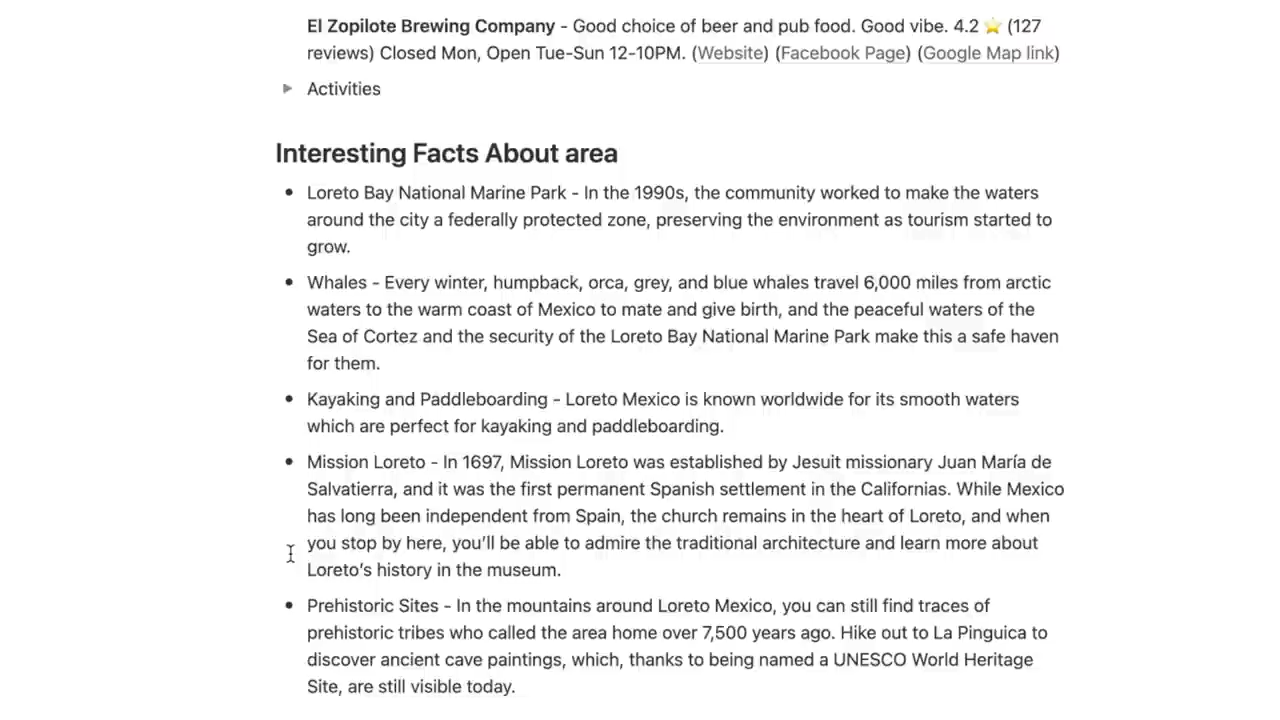 El Zopilote Brewing Company - Good choice of beer and pub food. Good vibe. 4.2 ⭐ (127
reviews) Closed Mon, Open Tue-Sun 12-10PM. (Website) (Facebook Page) (Google Map link)
Activities
Interesting Facts About area
Loreto Bay National Marine Park - In the 1990s, the community worked to make the waters
around the city a federally protected zone, preserving the environment as tourism started to
grow.
Whales - Every winter, humpback, orca, grey, and blue whales travel 6,000 miles from arctic
waters to the warm coast of Mexico to mate and give birth, and the peaceful waters of the
Sea of Cortez and the security of the Loreto Bay National Marine Park make this a safe haven
for them.
Kayaking and Paddleboarding - Loreto Mexico is known worldwide for its smooth waters
which are perfect for kayaking and paddleboarding.
Mission Loreto - In 1697, Mission Loreto was established by Jesuit missionary Juan María de
Salvatierra, and it was the first permanent Spanish settlement in the Californias. While Mexico
has long been independent from Spain, the church remains in the heart of Loreto, and when
you stop by here, you’ll be able to admire the traditional architecture and learn more about
Loreto’s history in the museum.
Prehistoric Sites - In the mountains around Loreto Mexico, you can still find traces of
prehistoric tribes who called the area home over 7,500 years ago. Hike out to La Pinguica to
discover ancient cave paintings, which, thanks to being named a UNESCO World Heritage
Site, are still visible today.